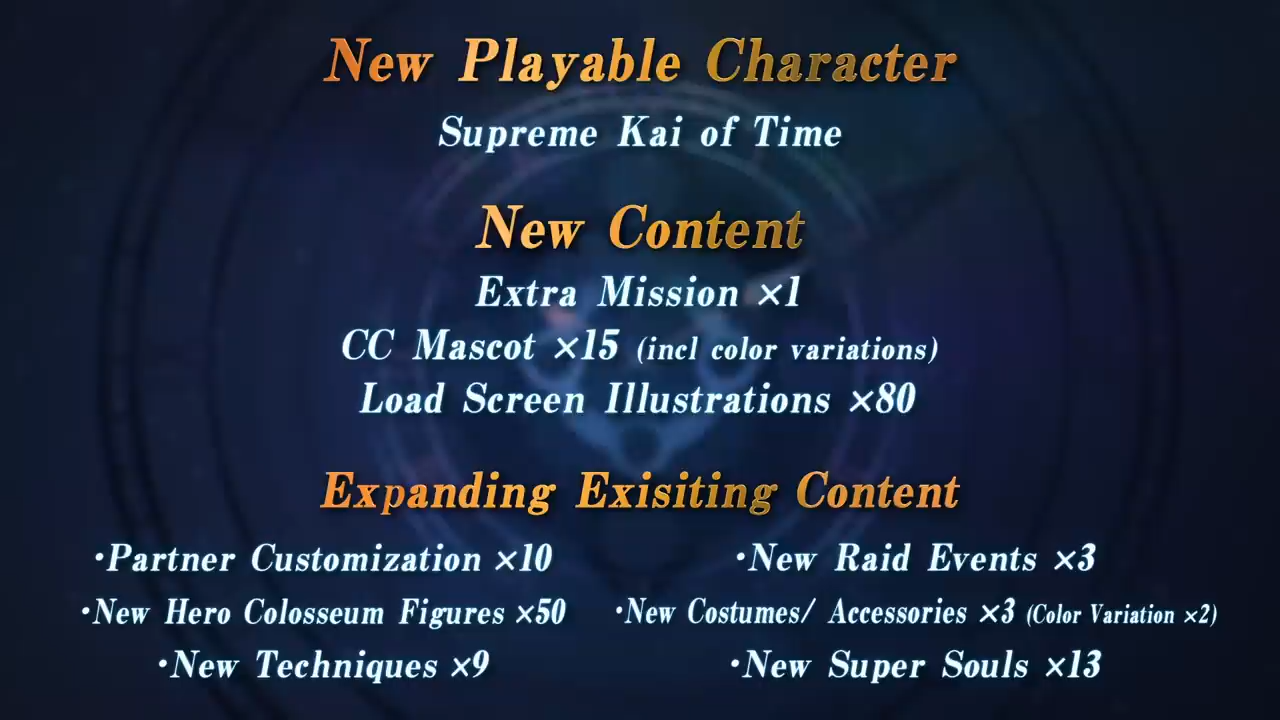 New Playable Character
Supreme Kai of Time
New Content
Extra Mission ×1
CC Mascot ×15 (incl color variations)
Load Screen Illustrations ×80
Expanding Exisiting Content
・Partner Customization ×10
・New Raid Events ×3
・New Hero Colosseum Figures ×50
・New Costumes/ Accessories ×3 (Color Variation ×2)
・New Techniques ×9
・New Super Souls ×13